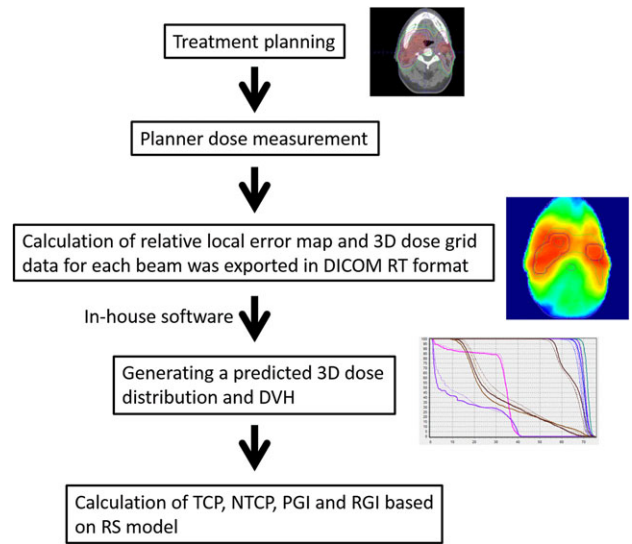 Treatment planning
Planner dose measurement
Calculation of relative local error map and 3D dose grid
data for each beam was exported in DICOM RT format
In-house software
Generating a predicted 3D dose
distribution and DVH
Calculation of TCP, NTCP, PGI and RGI based
on RS model